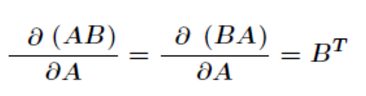 ∂ (AB)/∂A = ∂ (BA)/∂A = B^T